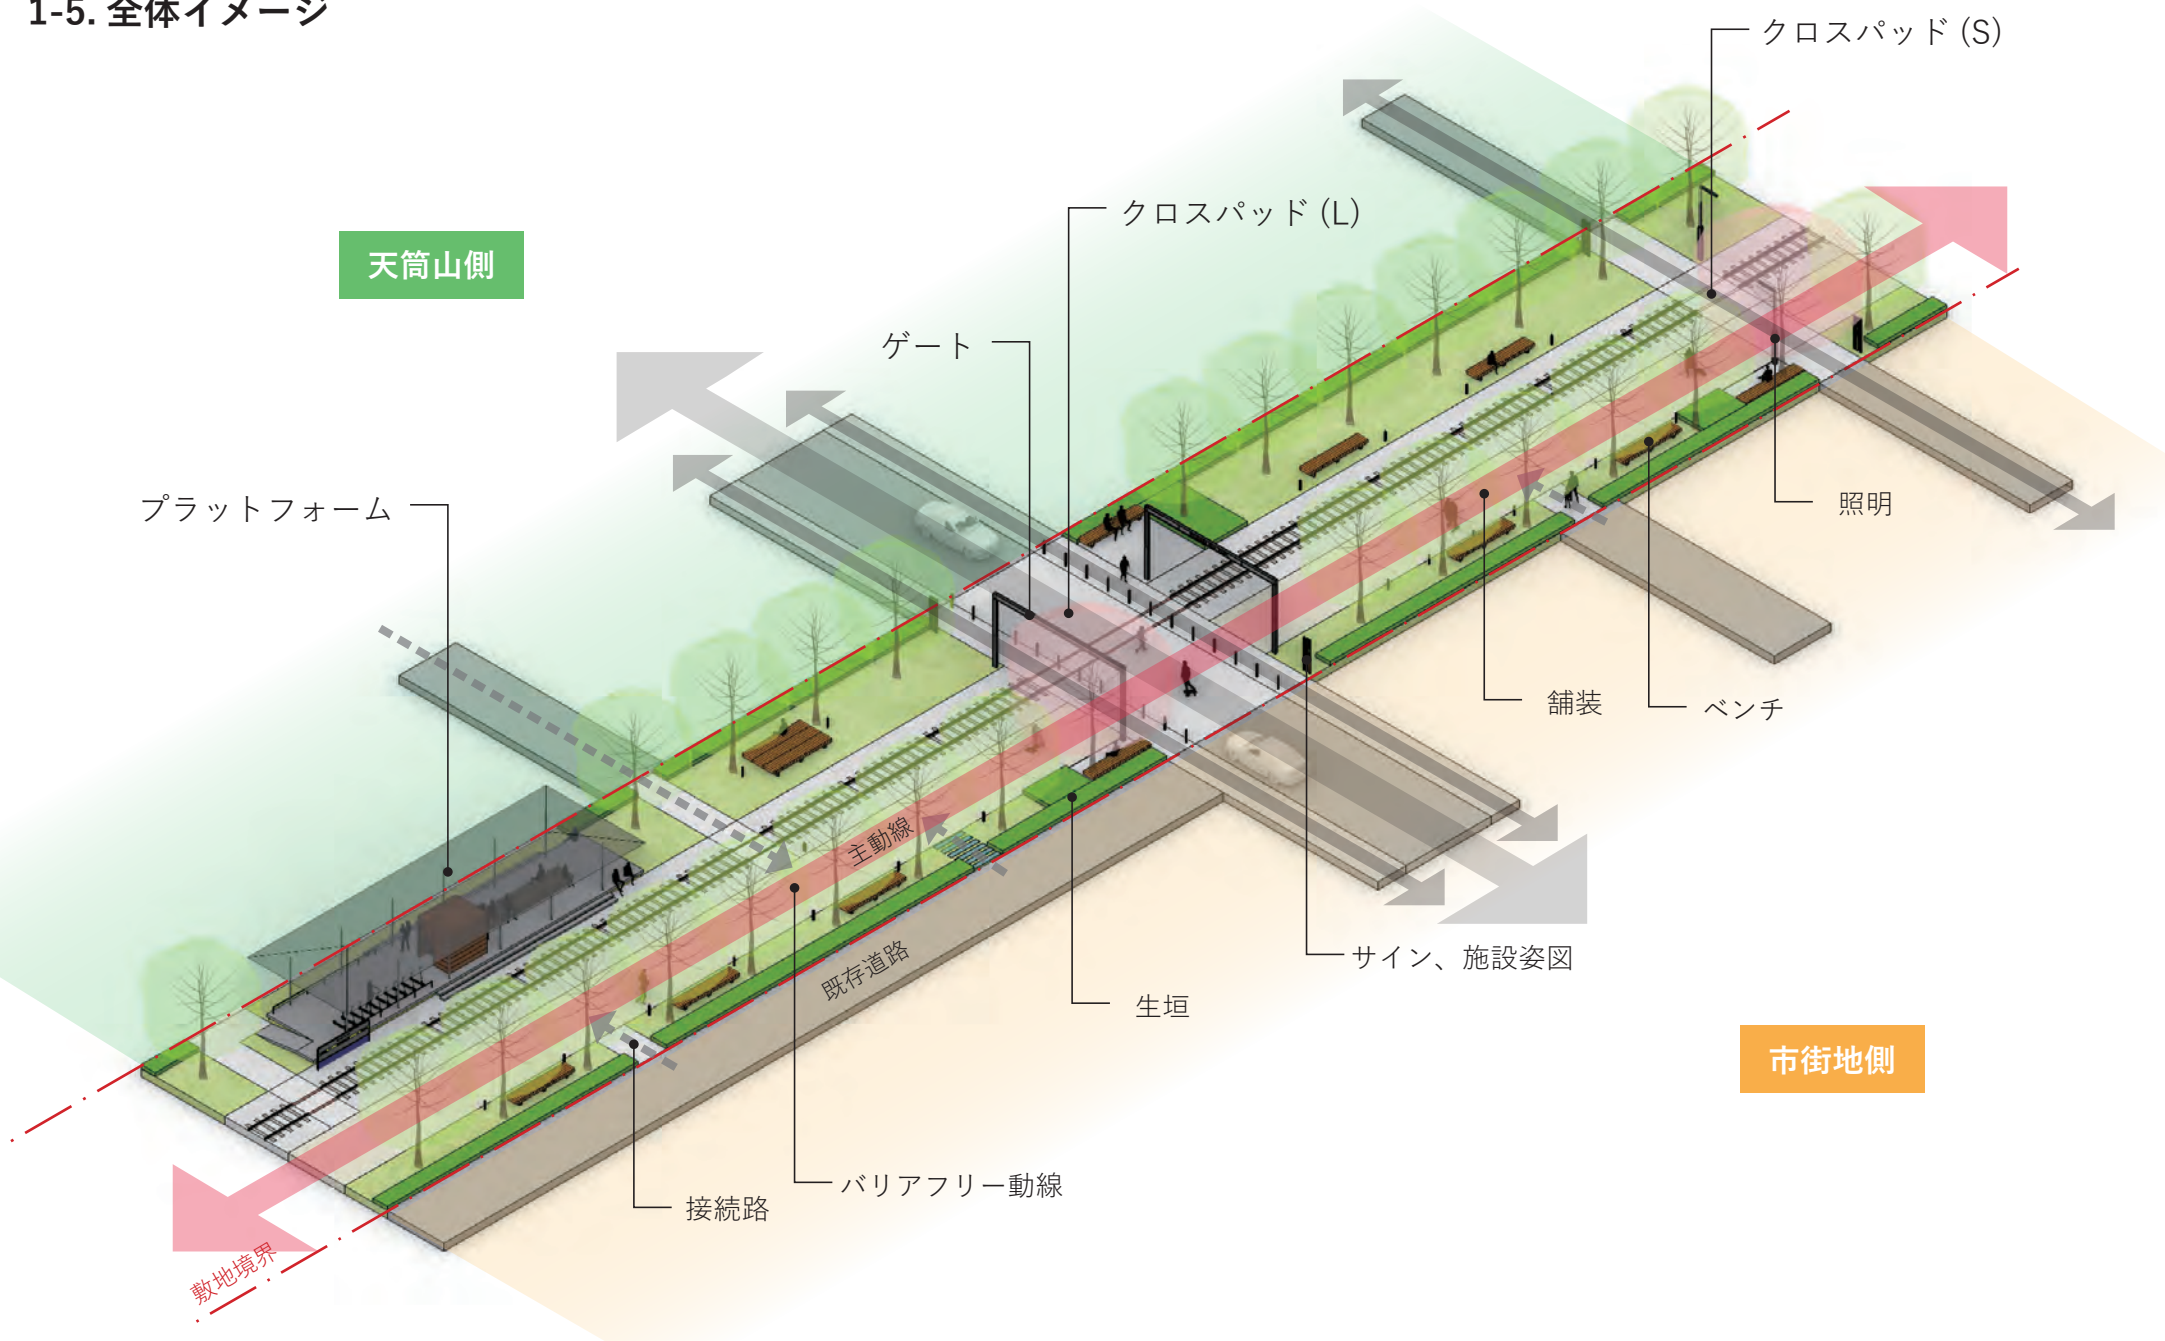 1-5. 全体イメージ
クロスパッド (S)
クロスパッド (L)
天筒山側
ゲート
プラットフォーム
照明
舗装
ベンチ
主動線
既存道路
サイン、施設姿図
生垣
市街地側
バリアフリー動線
接続路
敷地境界